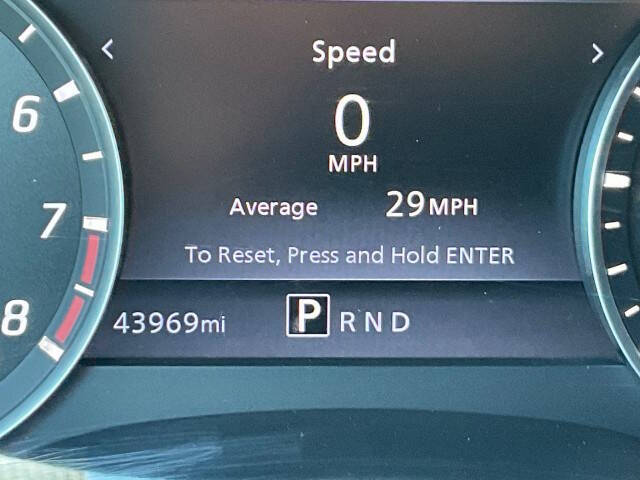 Speed
0
MPH
Average 29 MPH
To Reset, Press and Hold ENTER
43969mi P R N D
6
7
8